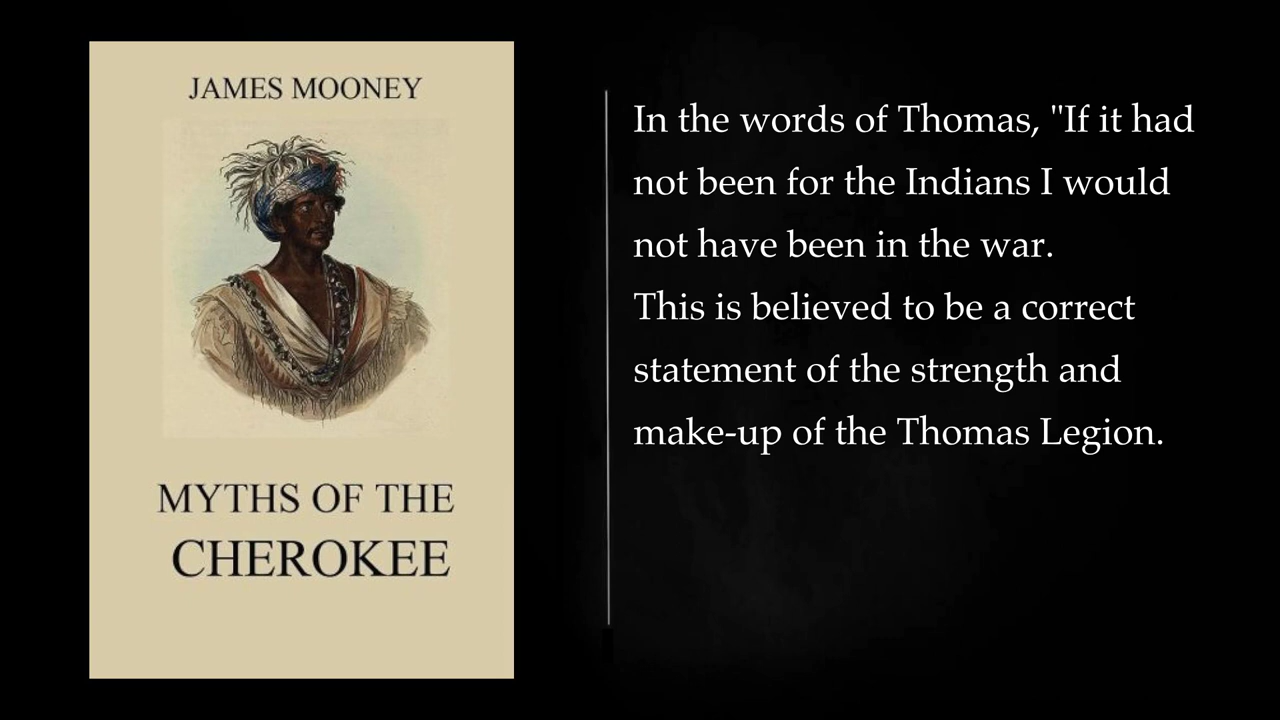 JAMES MOONEY
MYTHS OF THE
CHEROKEE
In the words of Thomas, "If it had
not been for the Indians I would
not have been in the war.
This is believed to be a correct
statement of the strength and
make-up of the Thomas Legion.